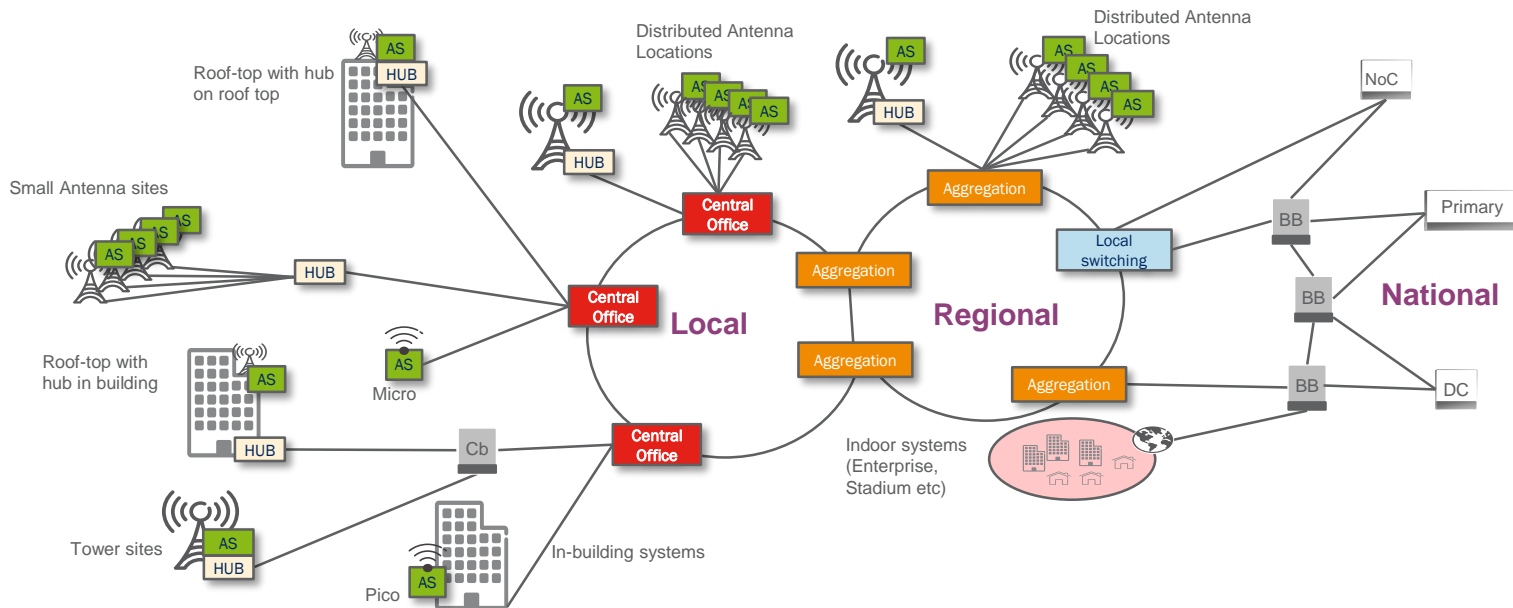 Distributed Antenna
Locations
Distributed Antenna
Locations
AS
HUB
Roof-top with hub
on roof top
AS
HUB
AS
AS
AS
AS
AS
HUB
AS
AS
AS
AS
NoC
Small Antenna sites
AS
AS
AS
AS
HUB
Central
Office
Aggregation
Primary
BB
Local
switching
Aggregation
Central
Office
Local
Regional
BB
National
Roof-top with
hub in building
AS
HUB
AS
Micro
Aggregation
Aggregation
BB
DC
Cb
Central
Office
Indoor systems
(Enterprise,
Stadium etc)
Tower sites
AS
HUB
In-building systems
AS
Pico